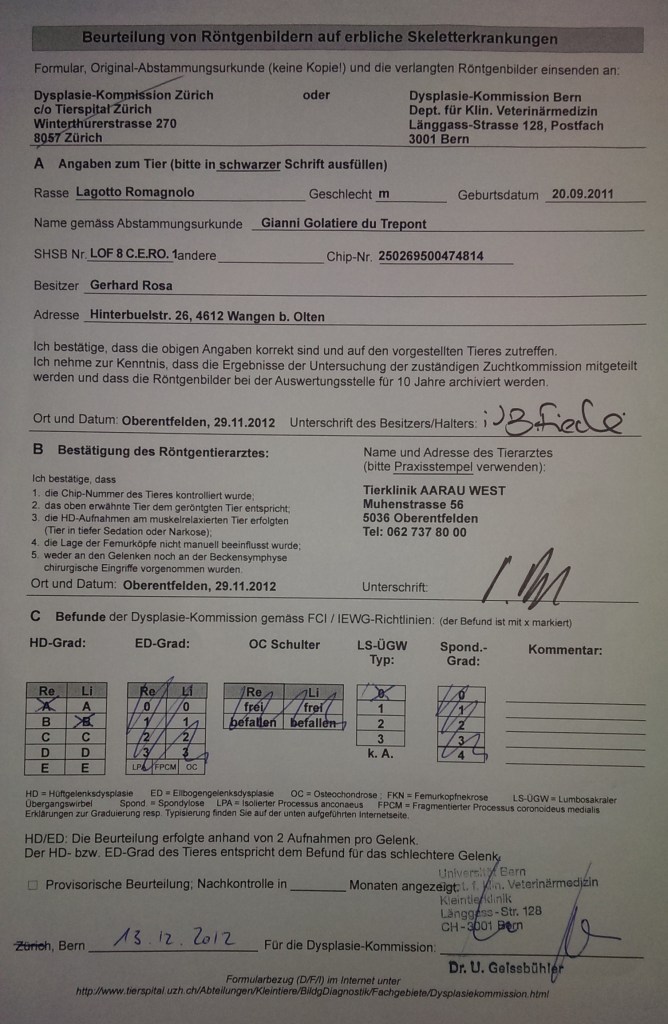 Beurteilung von Röntgenbildern auf erbliche Skeletterkrankungen
Formular, Original-Abstammungsurkunde (keine Kopie!) und die verlangten Röntgenbilder einsenden an:
Dysplasie-Kommission Zürich oder Dysplasie-Kommission Bern
c/o Tierspital Zürich Dept. für Klin. Veterinärmedizin
Winterthurerstrasse 270 Länggass-Strasse 128, Postfach
8057 Zürich 3001 Bern
A Angaben zum Tier (bitte in schwarzer Schrift ausfüllen)
Rasse Lagotto Romagnolo Geschlecht m Geburtsdatum 20.09.2011
Name gemäss Abstammungsurkunde Gianni Golatiere du Trepont
SHSB Nr. LOF 8 C.E.RO. 1 andere Chip-Nr. 250269500474814
Besitzer Gerhard Rosa
Adresse Hinterbuelstr. 26, 4612 Wangen b. Olten
Ich bestätige, dass die obigen Angaben korrekt sind und auf den vorgestellten Tieres zutreffen.
Ich nehme zur Kenntnis, dass die Ergebnisse der Untersuchung der zuständigen Zuchtkommission mitgeteilt
werden und dass die Röntgenbilder bei der Auswertungsstelle für 10 Jahre archiviert werden.
Ort und Datum: Oberentfelden, 29.11.2012 Unterschrift des Besitzers/Halters:
B Bestätigung des Röntgentierarztes: Name und Adresse des Tierarztes
(bitte Praxisstempel verwenden):
Ich bestätige, dass
1. die Chip-Nummer des Tieres kontrolliert wurde;
2. das oben erwähnte Tier dem geröngten Tier entspricht;
3. die HD-Aufnahmen am muskelrelaxierten Tier erfolgten
(Tier in tiefer Sedation oder Narkose);
4. die Lage der Femurköpfe nicht manuell beeinflusst wurde;
5. weder an den Gelenken noch an der Beckensymphyse
chirurgische Eingriffe vorgenommen wurden.
Tierklinik AARAU WEST
Muhenstrasse 56
5036 Oberentfelden
Tel: 062 737 80 00
Ort und Datum: Oberentfelden, 29.11.2012 Unterschrift:
C Befunde der Dysplasie-Kommission gemäss FCI / IEWG-Richtlinien: (der Befund ist mit x markiert)
HD-Grad: ED-Grad: OC Schulter LS-ÜGW Typ: Spond.-Grad: Kommentar:
Re Li Re Li Re Li 0 0
A A 0 0 frei frei 1 1
B B 1 1 befallen befallen 2 2
C C 2 2 3 3
D D 3 3 k. A. 4
E E LPA FPCM OC
HD = Hüftgelenksdysplasie ED = Ellbogengelenksdysplasie OC = Osteochondrose ; FKN = Femurkopfnekrose LS-ÜGW = Lumbosakraler
Übergangswirbel Spond. = Spondylose LPA = Isolierter Processus anconaeus FPCM = Fragmentierter Processus coronoideus medialis
Erklärungen zur Graduierung resp. Typisierung finden Sie auf der unten aufgeführten Internetseite.
HD/ED: Die Beurteilung erfolgte anhand von 2 Aufnahmen pro Gelenk.
Der HD- bzw. ED-Grad des Tieres entspricht dem Befund für das schlechtere Gelenk.
Universität Bern
Provisorische Beurteilung; Nachkontrolle in Monaten angezeigt. Klin. Veterinärmedizin
Kleintierklinik
Länggass-Str. 128
CH-3001 Bern
Zürich, Bern 13.12.2012 Für die Dysplasie-Kommission:
Dr. U. Geissbühler
Formularbezug (D/F/I) im Internet unter
http://www.tierspital.uzh.ch/Abteilungen/Kleintiere/BildgDiagnostik/Fachgebiete/Dysplasiekommission.html